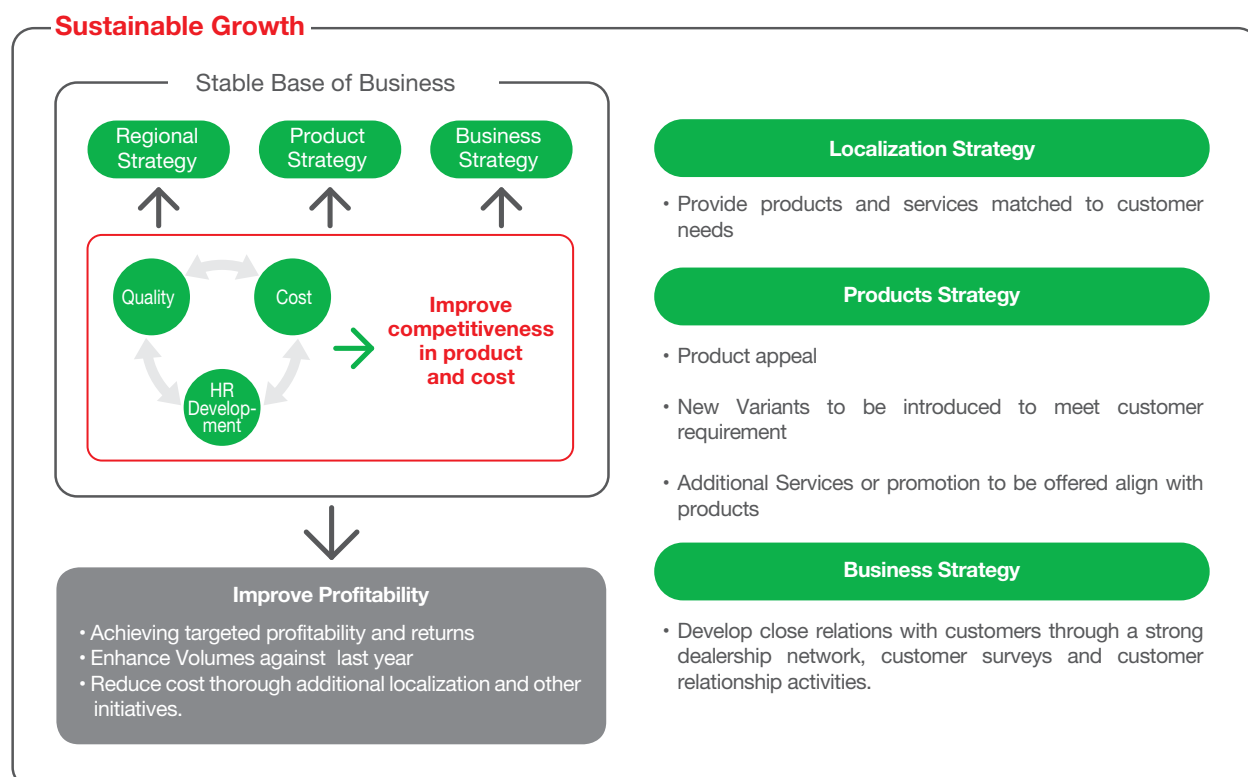 Sustainable Growth
Stable Base of Business
Regional
Strategy
Product
Strategy
Business
Strategy
Quality
Cost
HR
Develop-
ment
Improve
competitiveness
in product
and cost
Improve Profitability
• Achieving targeted profitability and returns
• Enhance Volumes against last year
• Reduce cost thorough additional localization and other
initiatives.
Localization Strategy
• Provide products and services matched to customer
needs
Products Strategy
• Product appeal
• New Variants to be introduced to meet customer
requirement
• Additional Services or promotion to be offered align with
products
Business Strategy
• Develop close relations with customers through a strong
dealership network, customer surveys and customer
relationship activities.